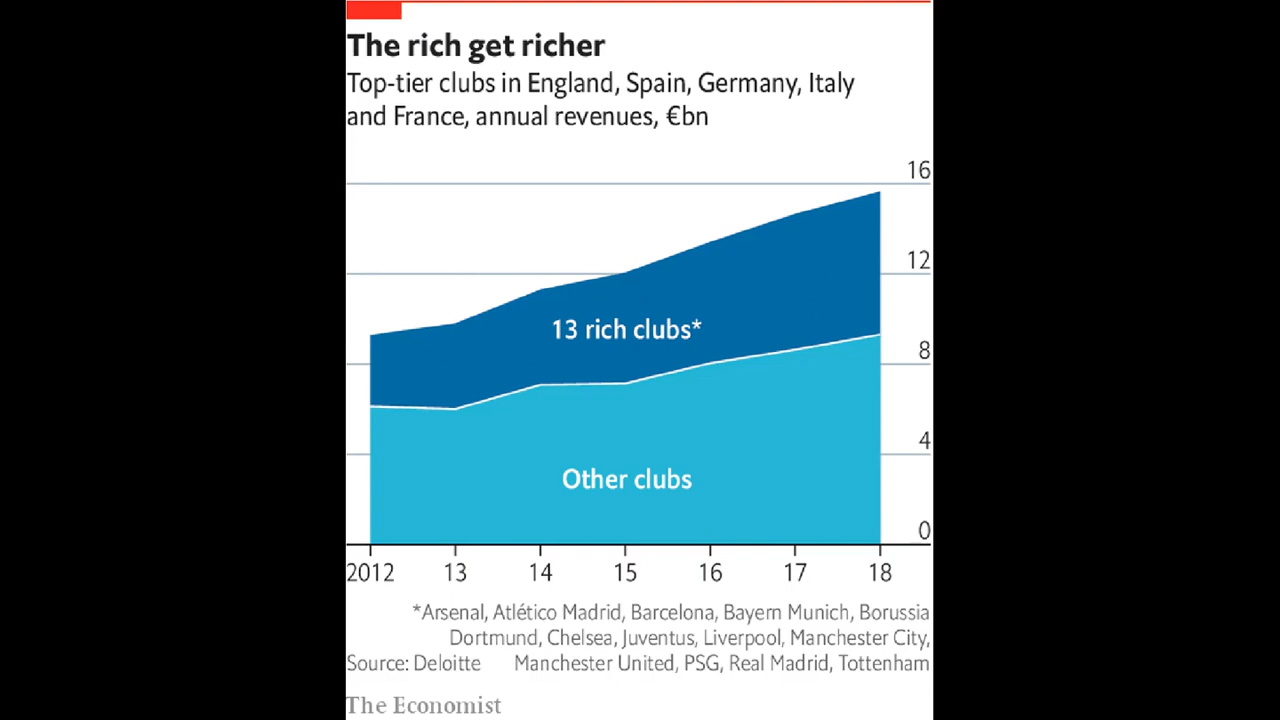 The rich get richer
Top-tier clubs in England, Spain, Germany, Italy
and France, annual revenues, €bn
16
12
13 rich clubs*
8
4
Other clubs
0
2012 13 14 15 16 17 18
*Arsenal, Atlético Madrid, Barcelona, Bayern Munich, Borussia
Dortmund, Chelsea, Juventus, Liverpool, Manchester City,
Source: Deloitte Manchester United, PSG, Real Madrid, Tottenham
The Economist